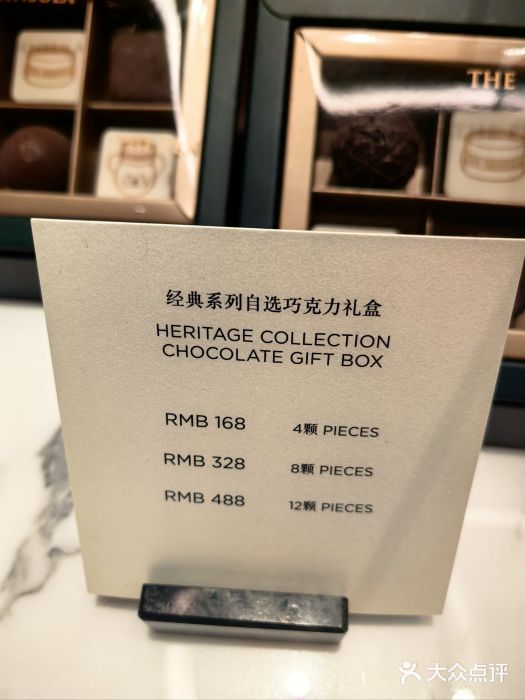 THE
经典系列自选巧克力礼盒
HERITAGE COLLECTION
CHOCOLATE GIFT BOX
RMB 168 4颗 PIECES
RMB 328 8颗 PIECES
RMB 488 12颗 PIECES
大众点评